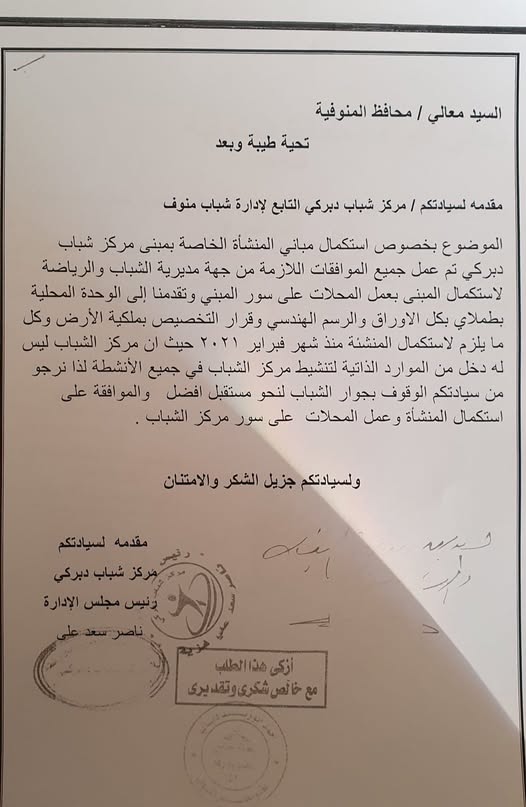 السيد معالي / محافظ المنوفية
تحية طيبة وبعد
مقدمه لسيادتكم / مركز شباب دبركي التابع لإدارة شباب منوف
الموضوع بخصوص استكمال مباني المنشأة الخاصة بمبنى مركز شباب
دبركي تم عمل جميع الموافقات اللازمة من جهة مديرية الشباب والرياضة
لاستكمال المبنى بعمل المحلات على سور المبني وتقدمنا إلى الوحدة المحلية
بطملاي بكل الاوراق والرسم الهندسي وقرار التخصيص بملكية الأرض وكل
ما يلزم لاستكمال المنشئة منذ شهر فبراير ٢٠٢١ حيث ان مركز الشباب ليس
له دخل من الموارد الذاتية لتنشيط مركز الشباب في جميع الأنشطة لذا نرجو
من سيادتكم الوقوف بجوار الشباب لنحو مستقبل افضل والموافقة على
استكمال المنشأة وعمل المحلات على سور مركز الشباب .
ولسيادتكم جزيل الشكر والامتنان
مقدمه لسيادتكم
مركز شباب دبركي
رئيس مجلس الإدارة
ناصر سعد على
أزكى هذا الطلب
مع خالص شكرى وتقديرى